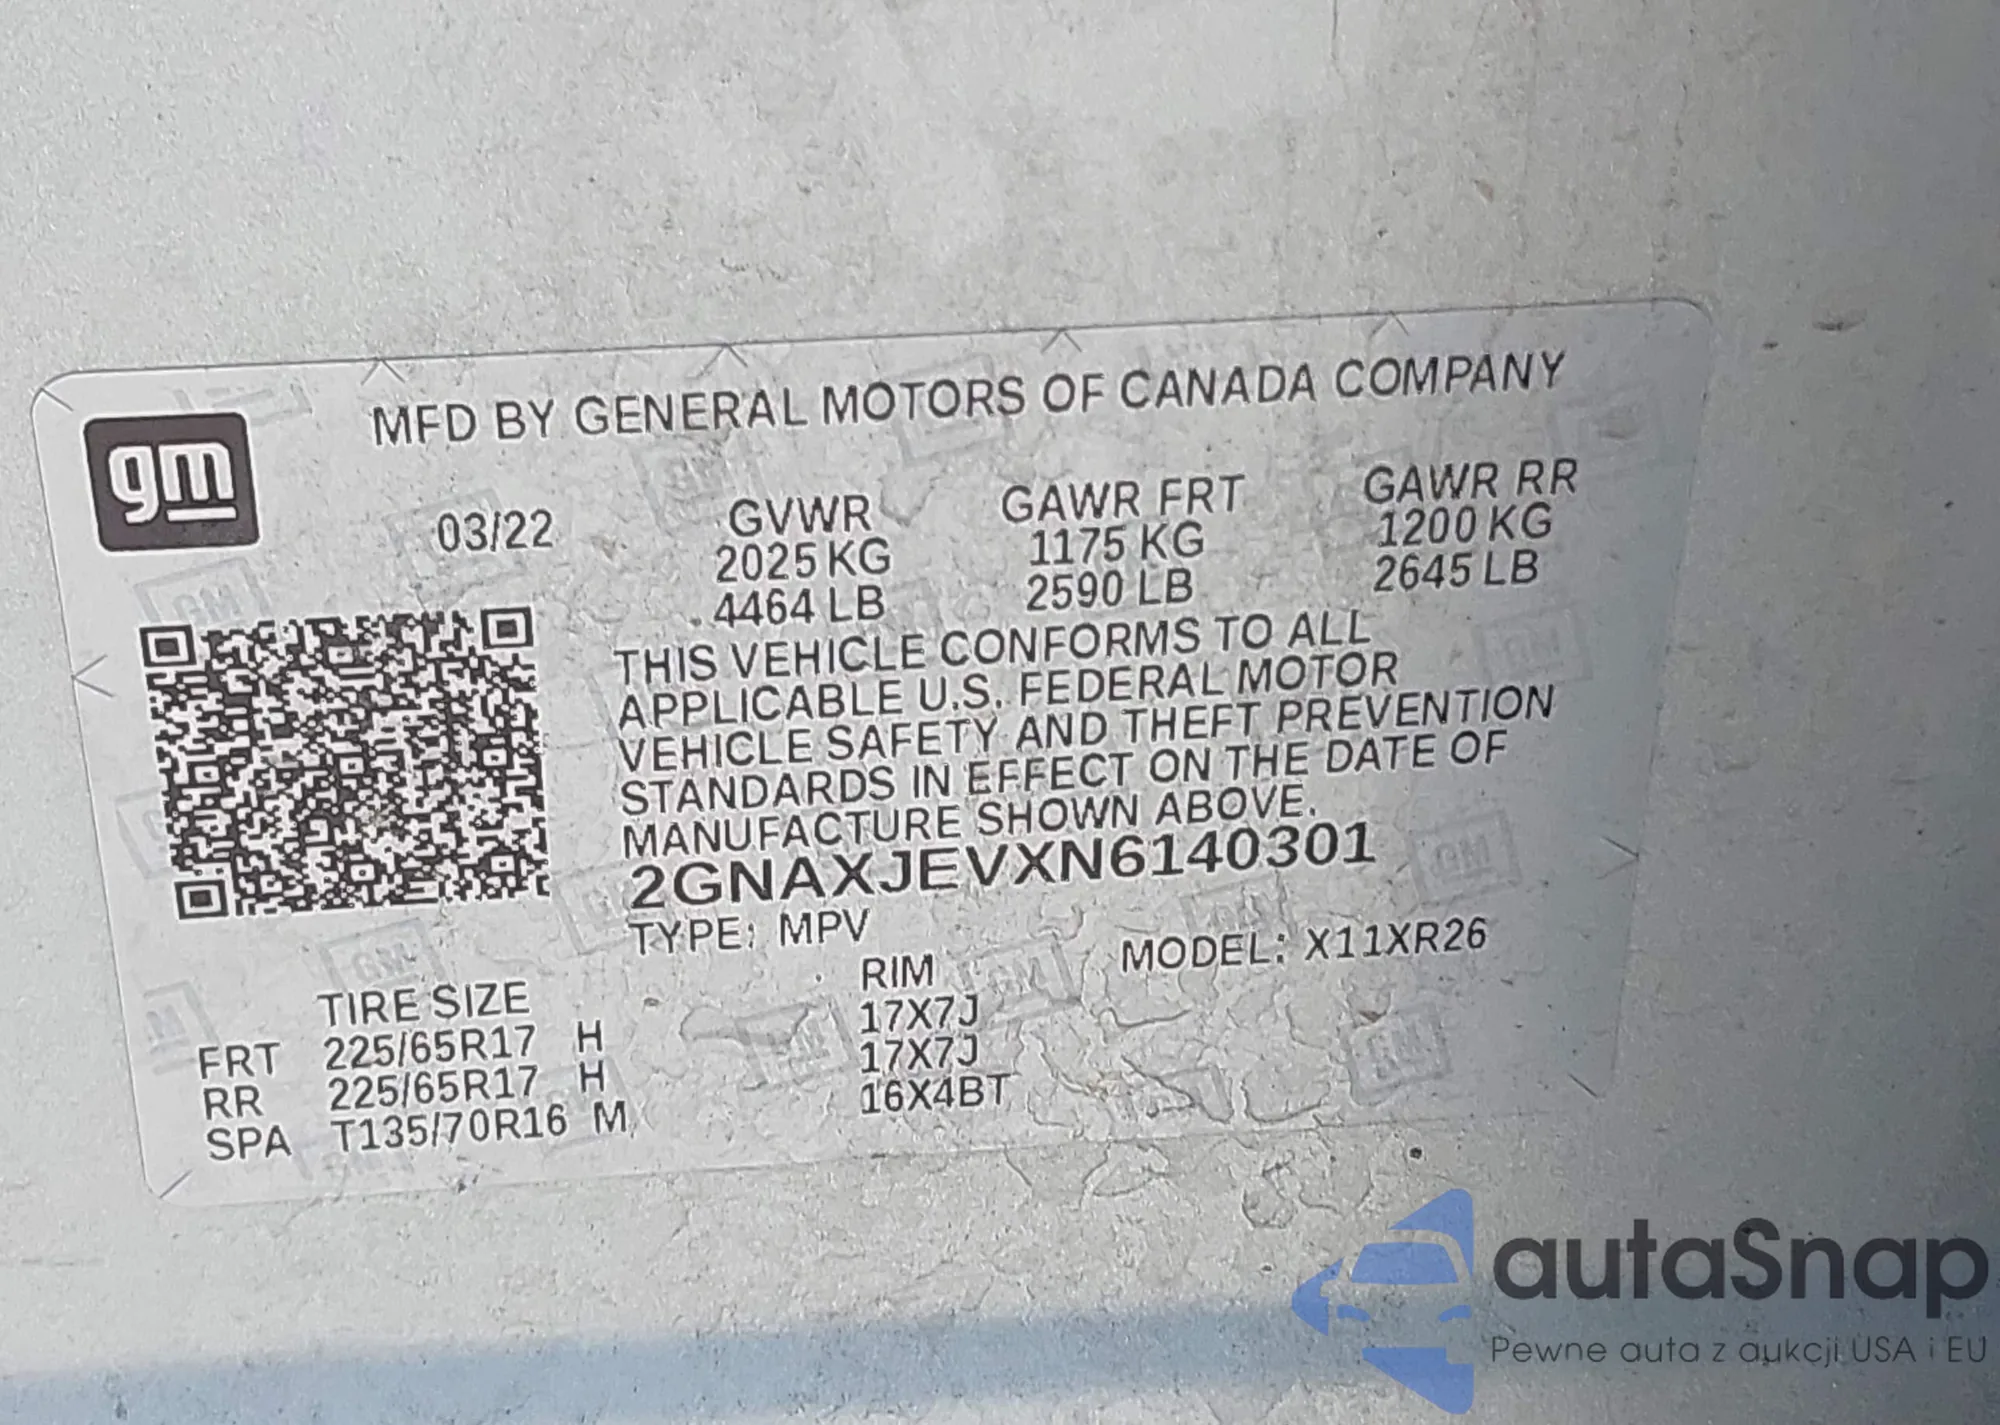 MFD BY GENERAL MOTORS OF CANADA COMPANY
gm
03/22
GVWR GAWR FRT GAWR RR
2025 KG 1175 KG 1200 KG
4464 LB 2590 LB 2645 LB
THIS VEHICLE CONFORMS TO ALL
APPLICABLE U.S. FEDERAL MOTOR
VEHICLE SAFETY AND THEFT PREVENTION
STANDARDS IN EFFECT ON THE DATE OF
MANUFACTURE SHOWN ABOVE.
2GNAXJEVXN6140301
TYPE: MPV MODEL: X11XR26
TIRE SIZE RIM
FRT 225/65R17 H 17X7J
RR 225/65R17 H 17X7J
SPA T135/70R16 M 16X4BT
autaSnap
Pewne auta z aukcji USA i EU